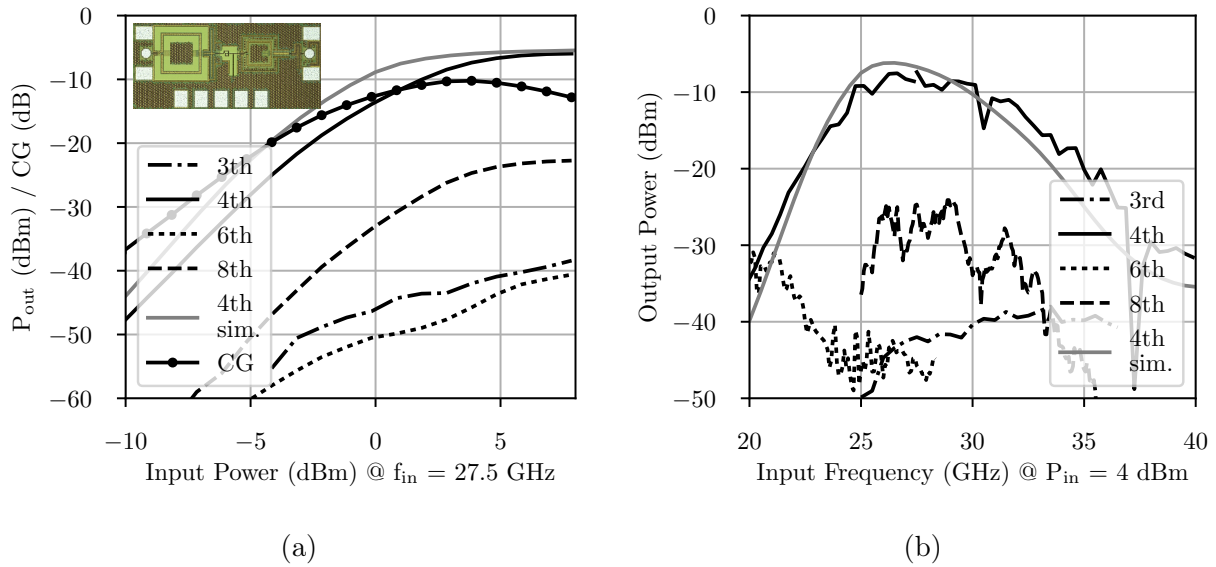 0
−10
−20
−30
−40
−50
−60
P_out (dBm) / CG (dB)
3th
4th
6th
8th
4th
sim.
CG
−10
−5
0
5
Input Power (dBm) @ f_in = 27.5 GHz
(a)
0
−10
−20
−30
−40
−50
Output Power (dBm)
3rd
4th
6th
8th
4th
sim.
20
25
30
35
40
Input Frequency (GHz) @ P_in = 4 dBm
(b)